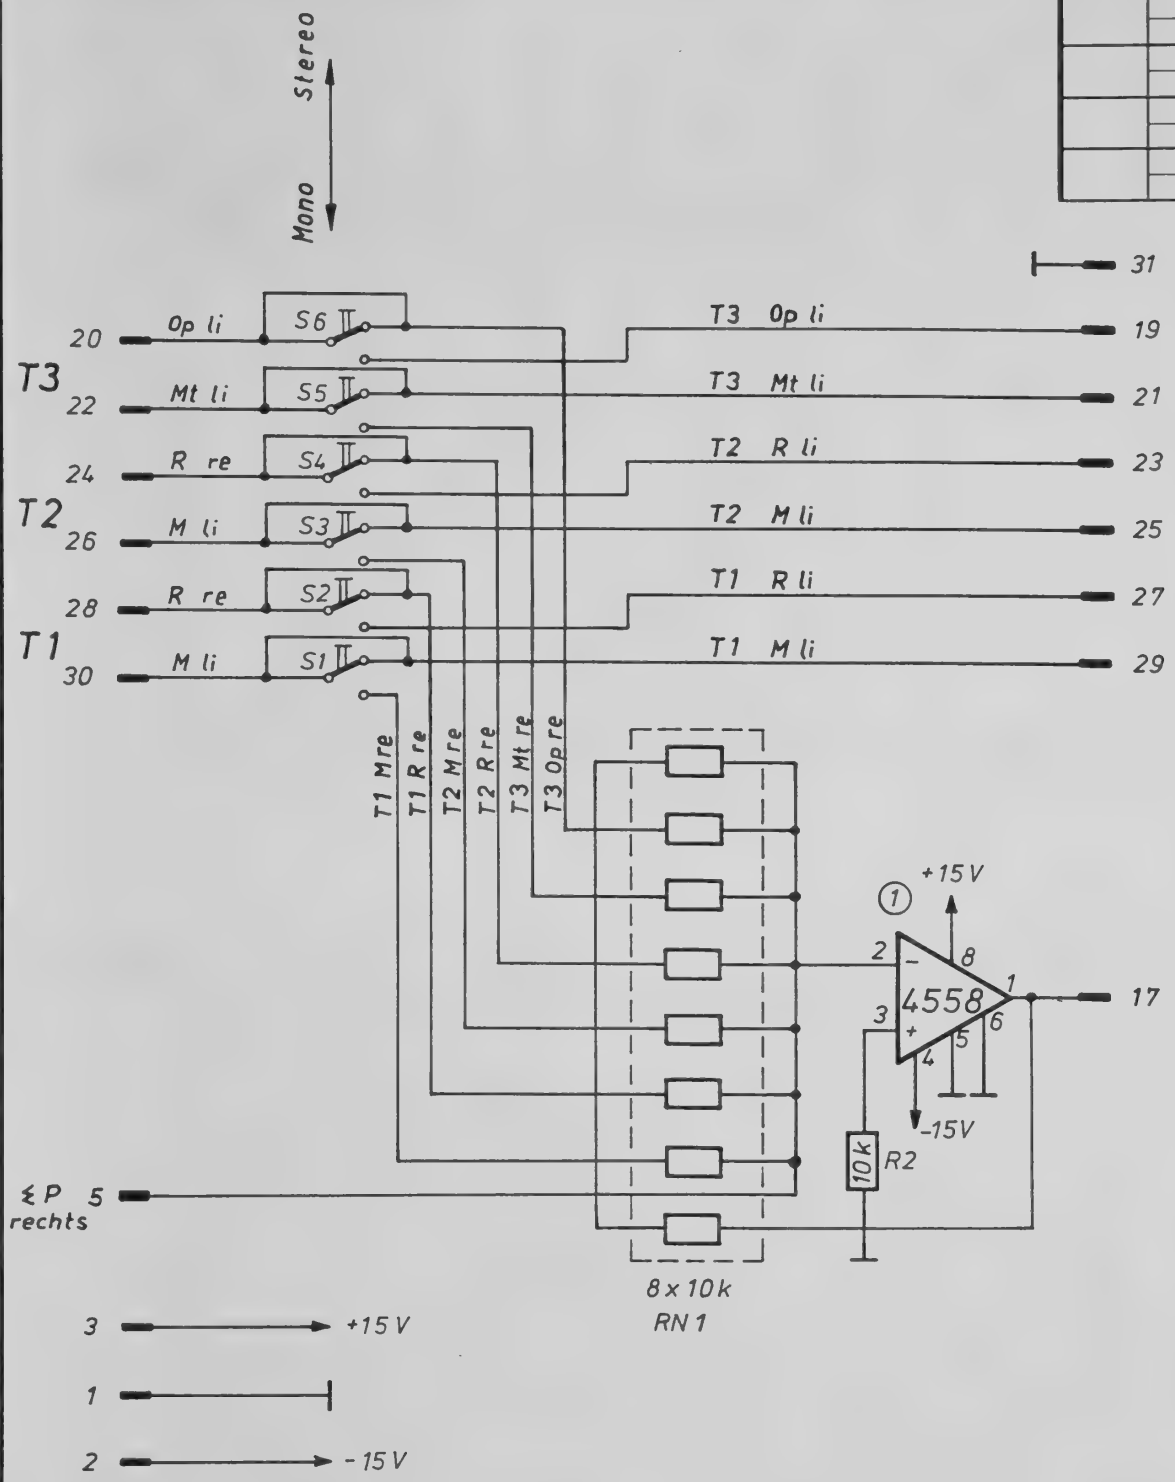 Stereo
Mono
31
20 Op li S6 T3 Op li 19
T3
22 Mt li S5 T3 Mt li 21
24 R re S4 T2 R li 23
T2
26 M li S3 T2 M li 25
28 R re S2 T1 R li 27
T1
30 M li S1 T1 M li 29
T1 M re
T1 R re
T2 M re
T2 R re
T3 Mt re
T3 Op re
1
+15V
2 - 8
4558 1 17
3 + 6
5
4
-15V
10k R2
Σ P 5
rechts
8 x 10k
RN 1
3 +15V
1
2 -15V